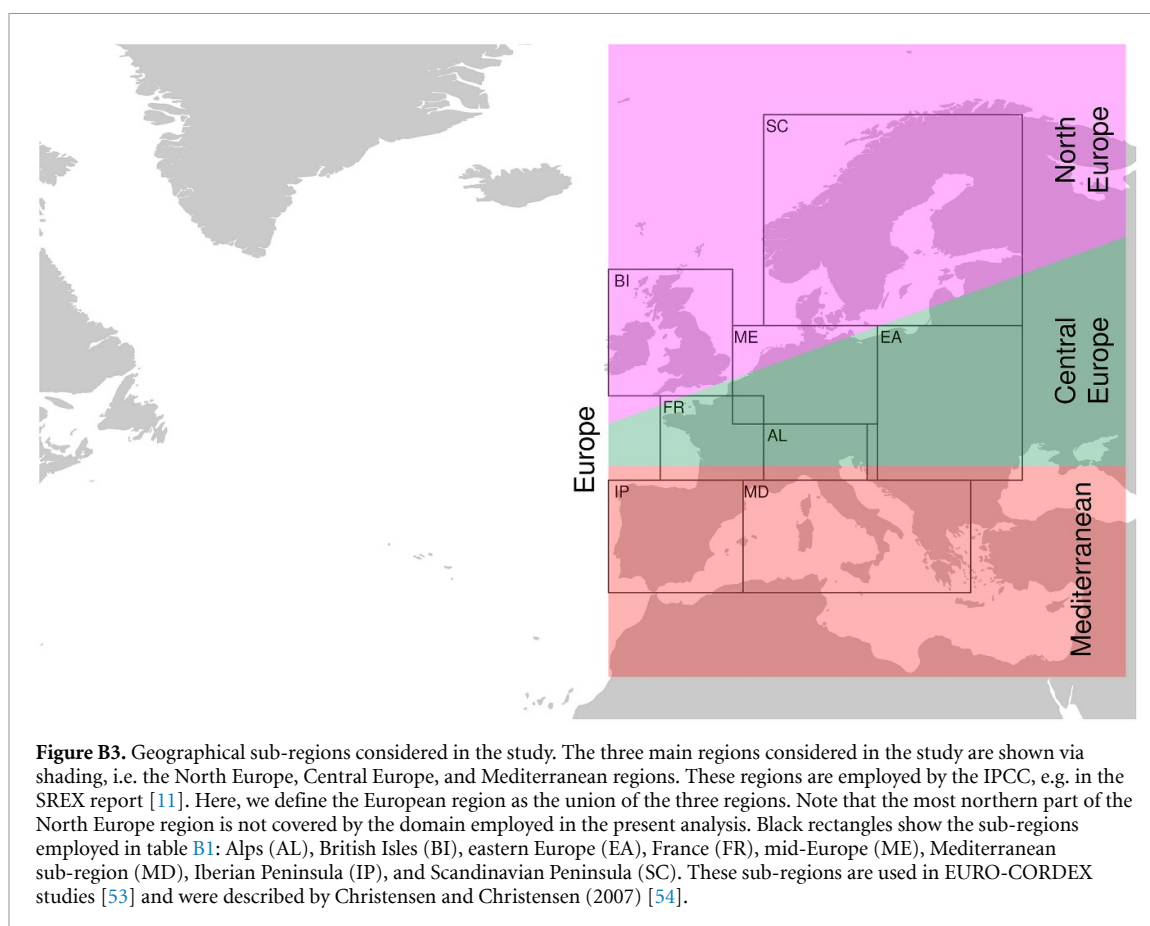 SC
North
Europe
BI
ME
EA
Central
Europe
FR
Europe
AL
IP
MD
Mediterranean
Figure B3. Geographical sub-regions considered in the study. The three main regions considered in the study are shown via
shading, i.e. the North Europe, Central Europe, and Mediterranean regions. These regions are employed by the IPCC, e.g. in the
SREX report [11]. Here, we define the European region as the union of the three regions. Note that the most northern part of the
North Europe region is not covered by the domain employed in the present analysis. Black rectangles show the sub-regions
employed in table B1: Alps (AL), British Isles (BI), eastern Europe (EA), France (FR), mid-Europe (ME), Mediterranean
sub-region (MD), Iberian Peninsula (IP), and Scandinavian Peninsula (SC). These sub-regions are used in EURO-CORDEX
studies [53] and were described by Christensen and Christensen (2007) [54].